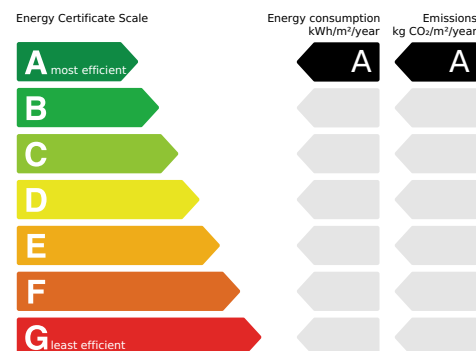 Energy Certificate Scale
Energy consumption
kWh/m²/year
Emissions
kg CO₂/m²/year
A most efficient
A
A
B
C
D
E
F
G least efficient